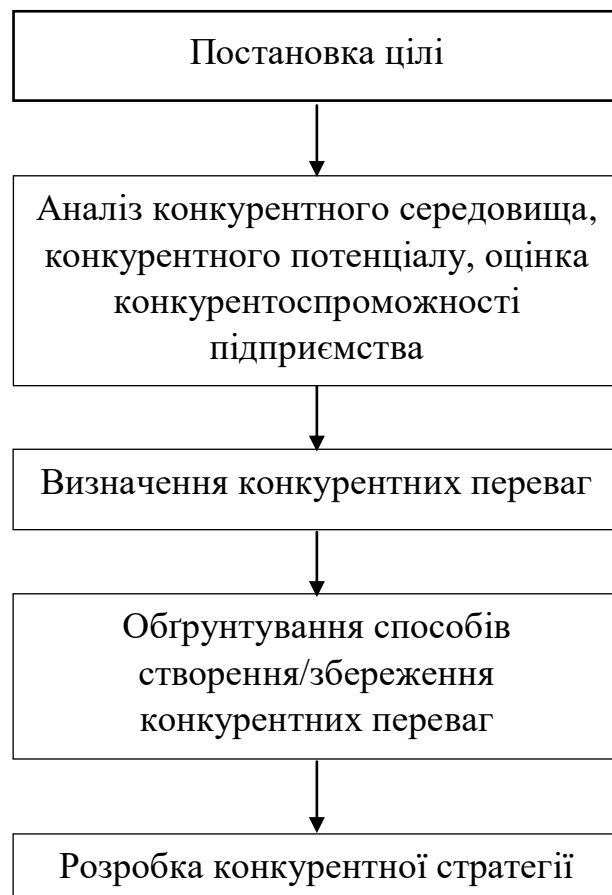 Постановка цілі
Аналіз конкурентного середовища,
конкурентного потенціалу, оцінка
конкурентоспроможності
підприємства
Визначення конкурентних переваг
Обґрунтування способів
створення/збереження
конкурентних переваг
Розробка конкурентної стратегії